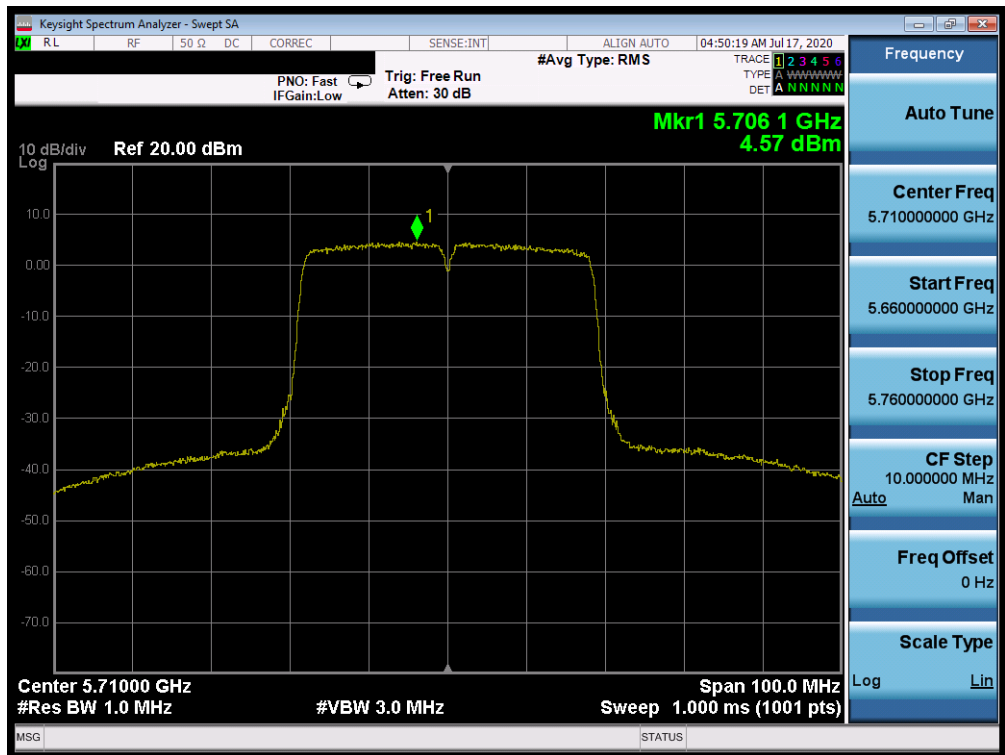 Keysight Spectrum Analyzer - Swept SA
LXI RL RF 50 Ω DC CORREC SENSE:INT ALIGN AUTO 04:50:19 AM Jul 17, 2020
#Avg Type: RMS
TRACE 1 2 3 4 5 6
PNO: Fast Trig: Free Run
TYPE A WWWWW
IFGain:Low Atten: 30 dB
DET A N N N N N
Mkr1 5.706 1 GHz
4.57 dBm
10 dB/div Ref 20.00 dBm
Log
1
10.0
0.00
-10.0
-20.0
-30.0
-40.0
-50.0
-60.0
-70.0
Center 5.71000 GHz Span 100.0 MHz
#Res BW 1.0 MHz #VBW 3.0 MHz Sweep 1.000 ms (1001 pts)
MSG STATUS
Frequency
Auto Tune
Center Freq
5.710000000 GHz
Start Freq
5.660000000 GHz
Stop Freq
5.760000000 GHz
CF Step
10.000000 MHz
Auto Man
Freq Offset
0 Hz
Scale Type
Log Lin